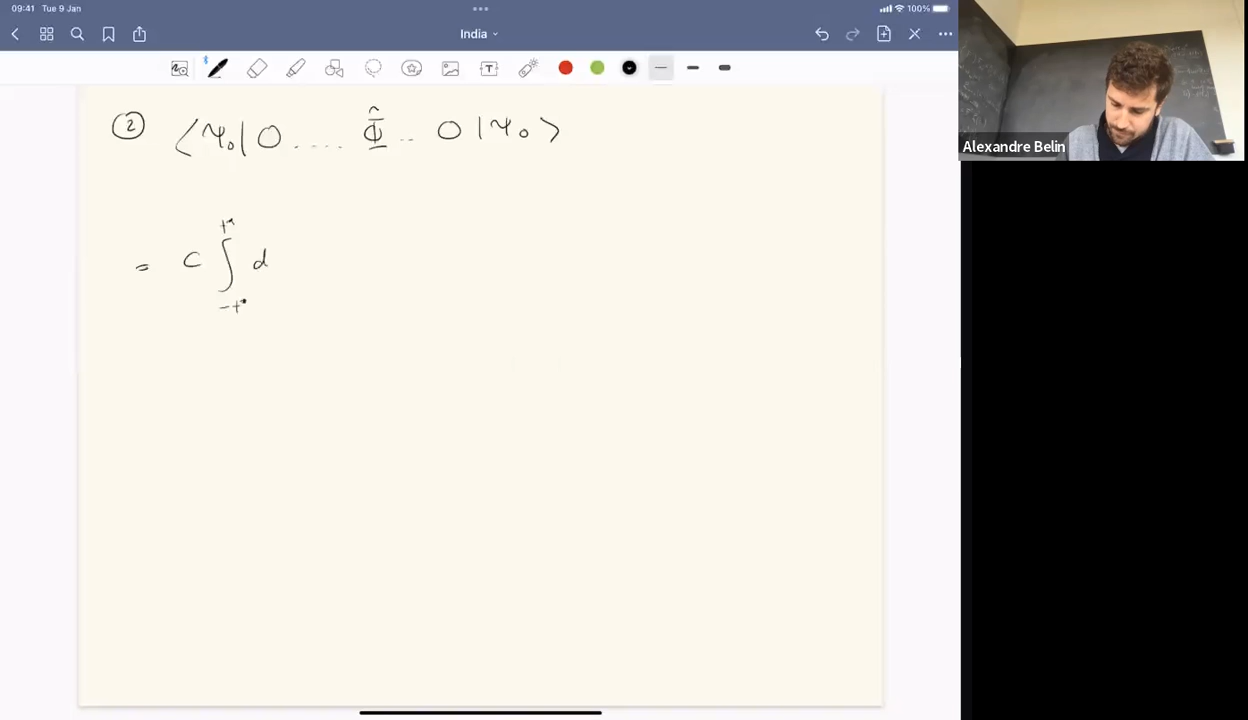 09:41 Tue 9 Jan
100%
India
② ⟨Ψ₀| O .... Φ̂ .. O |Ψ₀⟩
= c ∫_{-t*}^{t*} d
Alexandre Belin